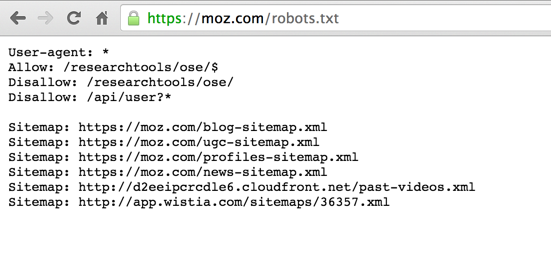 https://moz.com/robots.txt
User-agent: *
Allow: /researchtools/ose/$
Disallow: /researchtools/ose/
Disallow: /api/user?*
Sitemap: https://moz.com/blog-sitemap.xml
Sitemap: https://moz.com/ugc-sitemap.xml
Sitemap: https://moz.com/profiles-sitemap.xml
Sitemap: https://moz.com/news-sitemap.xml
Sitemap: http://d2eeipcrcdle6.cloudfront.net/past-videos.xml
Sitemap: http://app.wistia.com/sitemaps/36357.xml